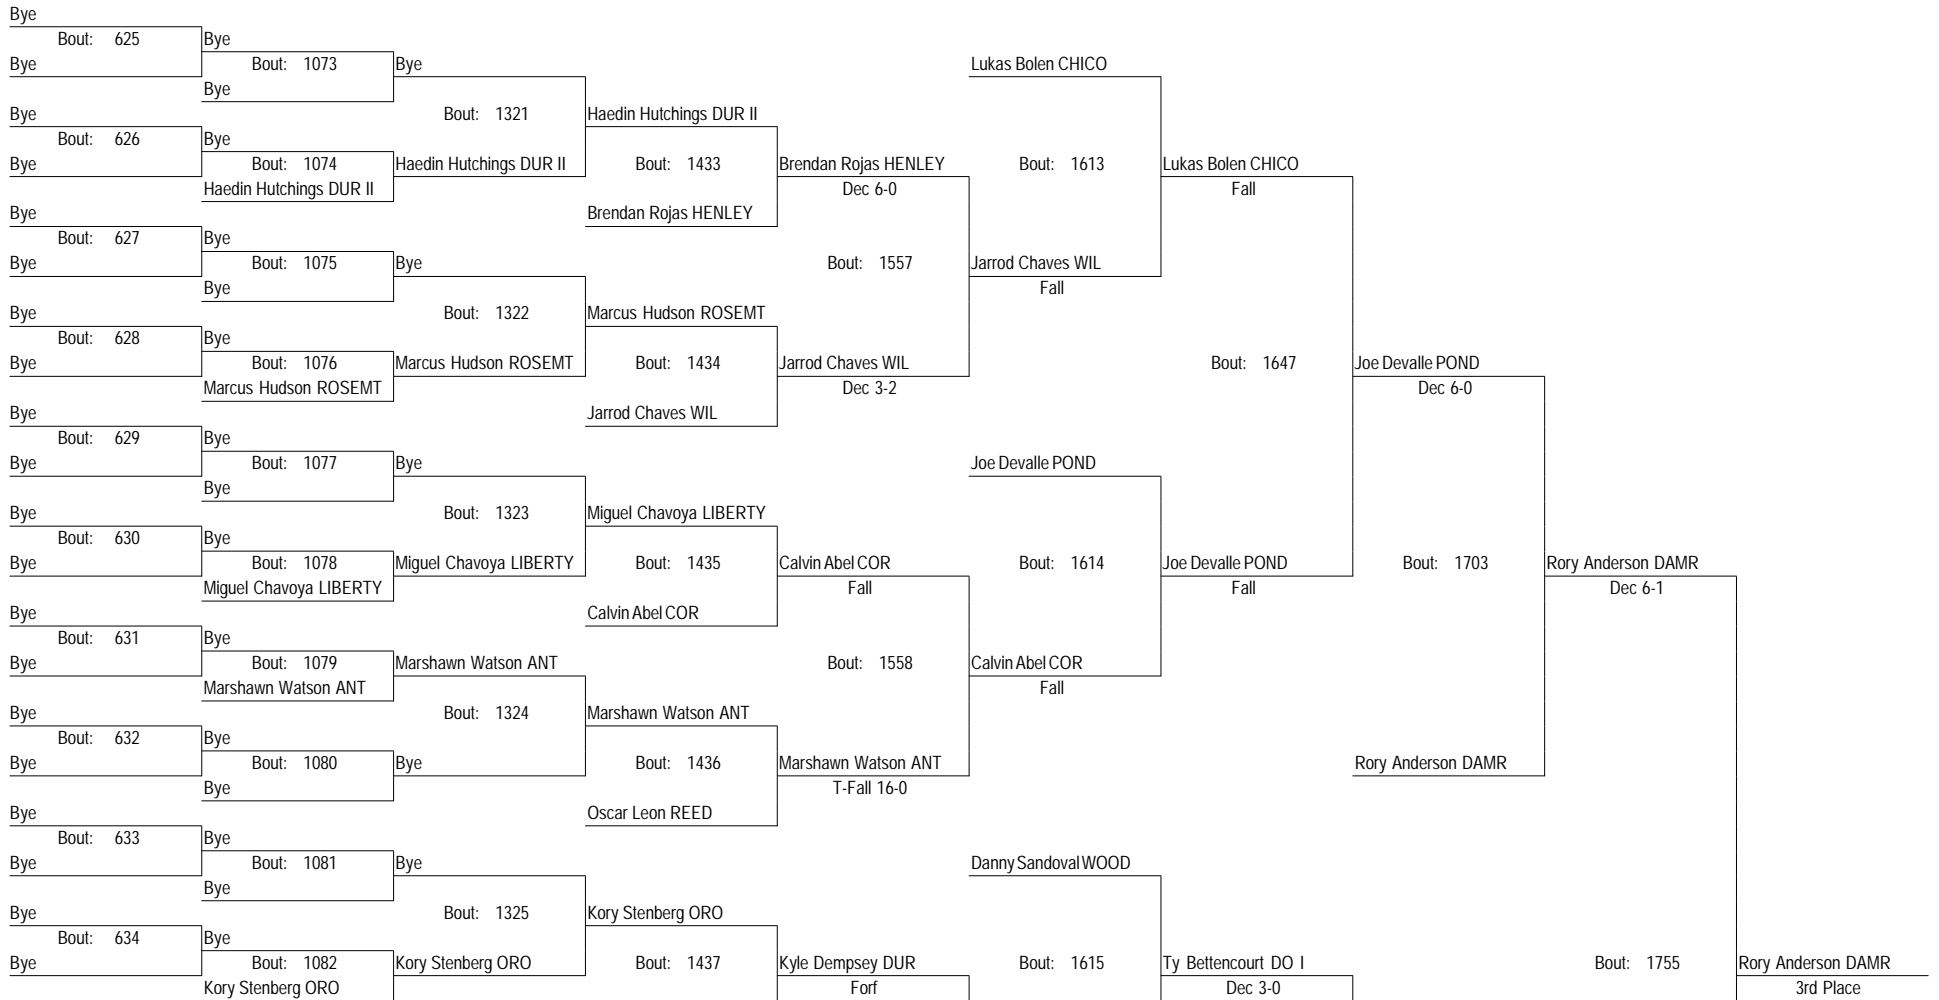 Bye
Bout: 625 Bye
Bye Bout: 1073 Bye Lukas Bolen CHICO
Bye
Bye Bout: 1321 Haedin Hutchings DUR II
Bout: 626 Bye
Bye Bout: 1074 Haedin Hutchings DUR II Bout: 1433 Brendan Rojas HENLEY Bout: 1613 Lukas Bolen CHICO
Haedin Hutchings DUR II Dec 6-0 Fall
Bye Brendan Rojas HENLEY
Bout: 627 Bye
Bye Bout: 1075 Bye Bout: 1557 Jarrod Chaves WIL
Bye Fall
Bye Bout: 1322 Marcus Hudson ROSEMT
Bout: 628 Bye
Bye Bout: 1076 Marcus Hudson ROSEMT Bout: 1434 Jarrod Chaves WIL Bout: 1647 Joe Devalle POND
Marcus Hudson ROSEMT Dec 3-2 Dec 6-0
Bye Jarrod Chaves WIL
Bout: 629 Bye
Bye Bout: 1077 Bye Joe Devalle POND
Bye
Bye Bout: 1323 Miguel Chavoya LIBERTY
Bout: 630 Bye
Bye Bout: 1078 Miguel Chavoya LIBERTY Bout: 1435 Calvin Abel COR Bout: 1614 Joe Devalle POND Bout: 1703 Rory Anderson DAMR
Miguel Chavoya LIBERTY Fall Fall Dec 6-1
Bye Calvin Abel COR
Bout: 631 Bye
Bye Bout: 1079 Marshawn Watson ANT Bout: 1558 Calvin Abel COR
Marshawn Watson ANT Fall
Bye Bout: 1324 Marshawn Watson ANT
Bout: 632 Bye
Bye Bout: 1080 Bye Bout: 1436 Marshawn Watson ANT Rory Anderson DAMR
Bye T-Fall 16-0
Bye Oscar Leon REED
Bout: 633 Bye
Bye Bout: 1081 Bye Danny Sandoval WOOD
Bye
Bye Bout: 1325 Kory Stenberg ORO
Bout: 634 Bye
Bye Bout: 1082 Kory Stenberg ORO Bout: 1437 Kyle Dempsey DUR Bout: 1615 Ty Bettencourt DO I Bout: 1755 Rory Anderson DAMR
Kory Stenberg ORO Forf Dec 3-0 3rd Place